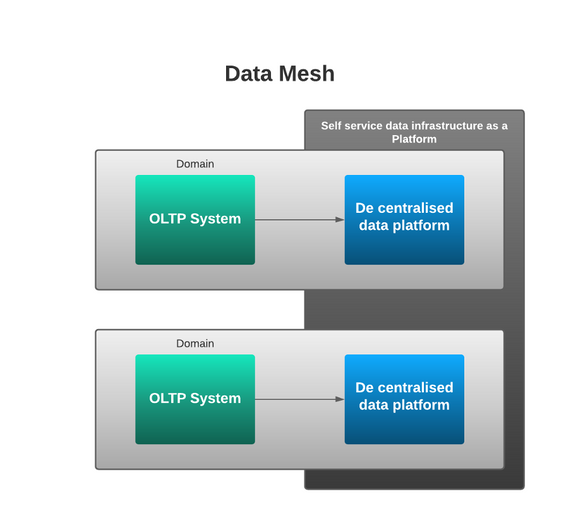 Data Mesh
Self service data infrastructure as a
Platform
Domain
OLTP System
De centralised
data platform
Domain
OLTP System
De centralised
data platform